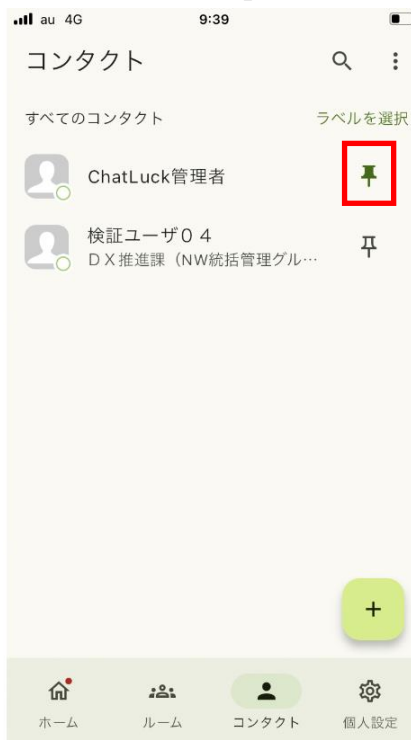 au 4G 9:39
コンタクト
すべてのコンタクト ラベルを選択
ChatLuck管理者
検証ユーザ０４
ＤＸ推進課（NW統括管理グル…
+
ホーム ルーム コンタクト 個人設定